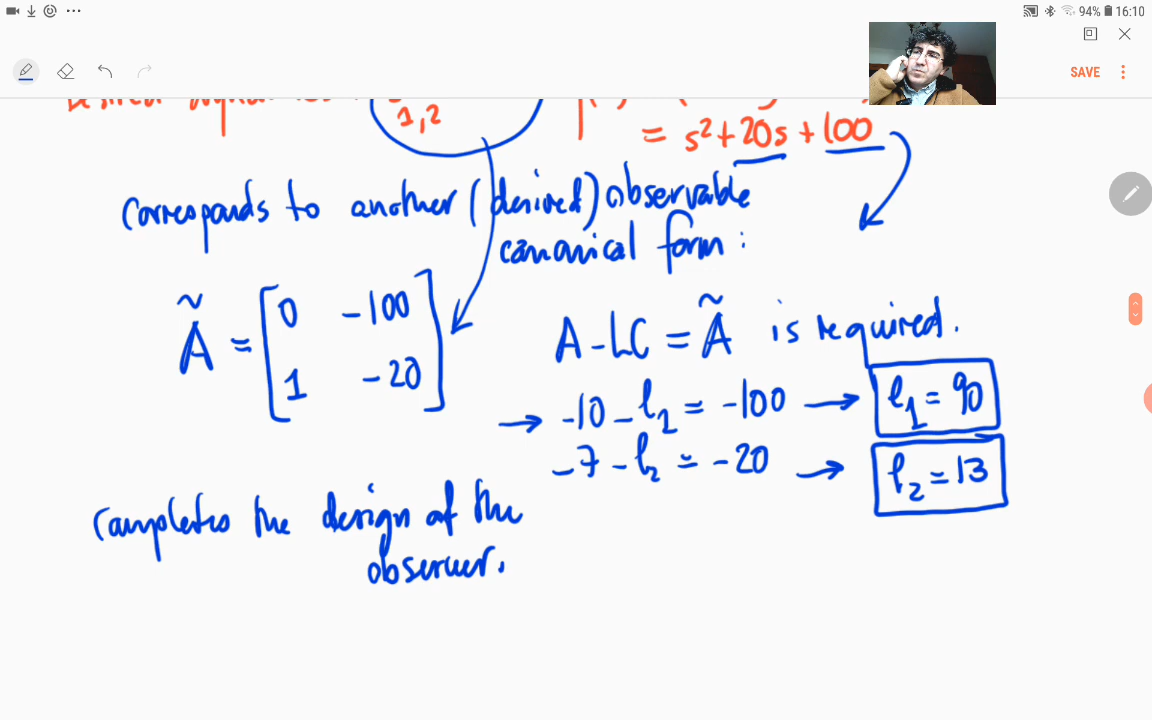 94% 16:10
SAVE
1,2
= s²+20s+100
corresponds to another (desired) observable
canonical form:
Ã = [0 -100
1 -20]
A-LC = Ã is required.
→ -10-l₁ = -100 → l₁ = 90
-7-l₂ = -20 → l₂ = 13
completes the design of the
observer.